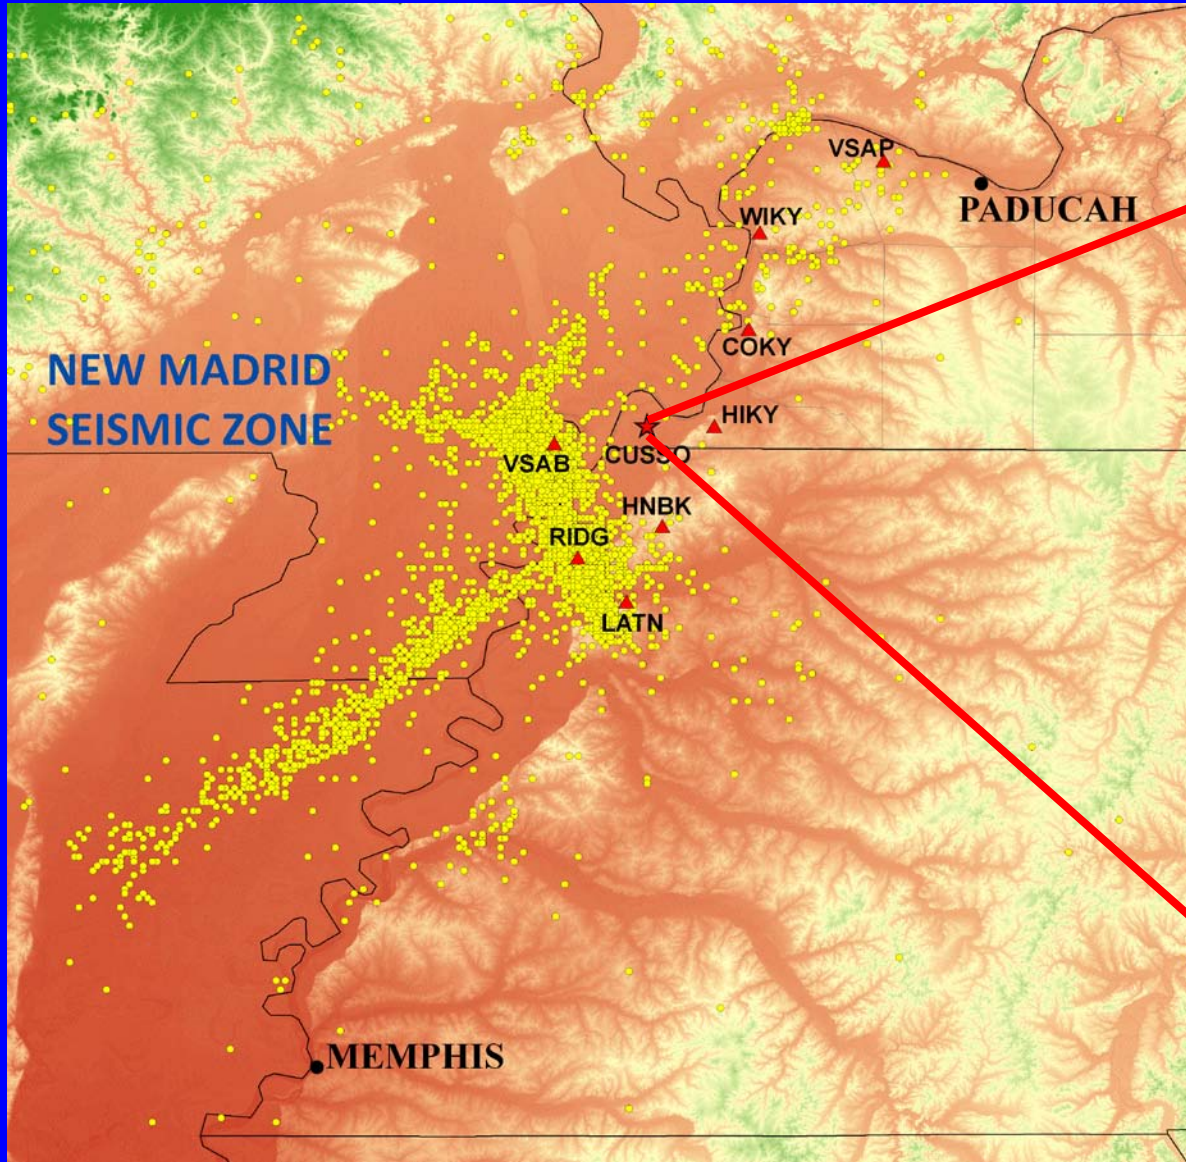 VSAP
PADUCAH
WIKY
COKY
NEW MADRID
SEISMIC ZONE
HIKY
CUSSO
VSAB
HNBK
RIDG
LATN
MEMPHIS